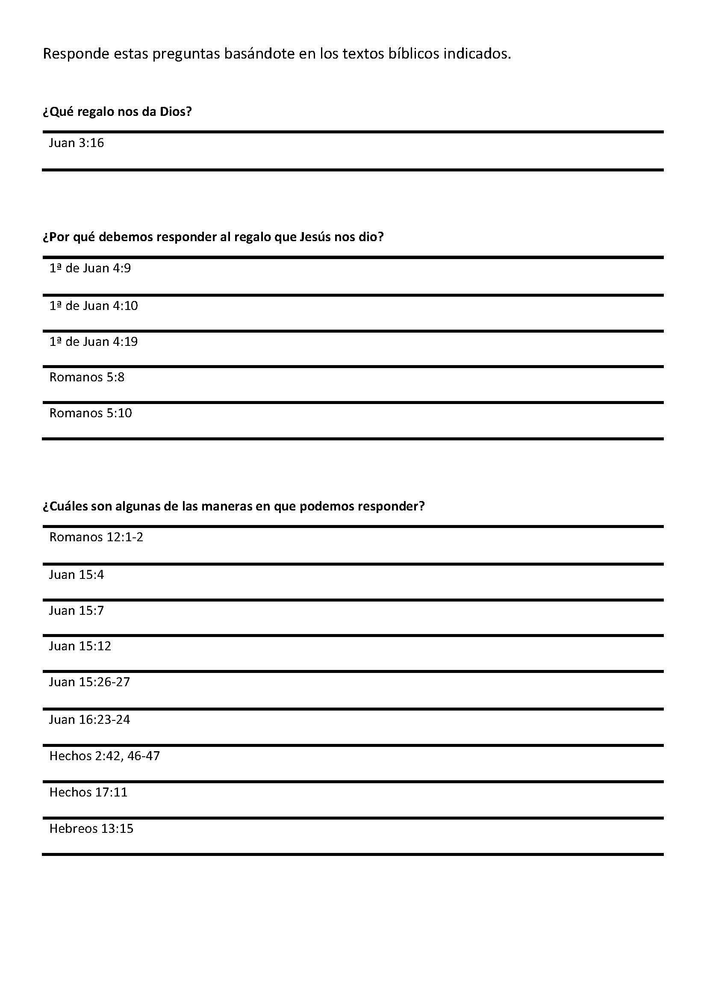 Responde estas preguntas basándote en los textos bíblicos indicados.
¿Qué regalo nos da Dios?
Juan 3:16
¿Por qué debemos responder al regalo que Jesús nos dio?
1ª de Juan 4:9
1ª de Juan 4:10
1ª de Juan 4:19
Romanos 5:8
Romanos 5:10
¿Cuáles son algunas de las maneras en que podemos responder?
Romanos 12:1-2
Juan 15:4
Juan 15:7
Juan 15:12
Juan 15:26-27
Juan 16:23-24
Hechos 2:42, 46-47
Hechos 17:11
Hebreos 13:15